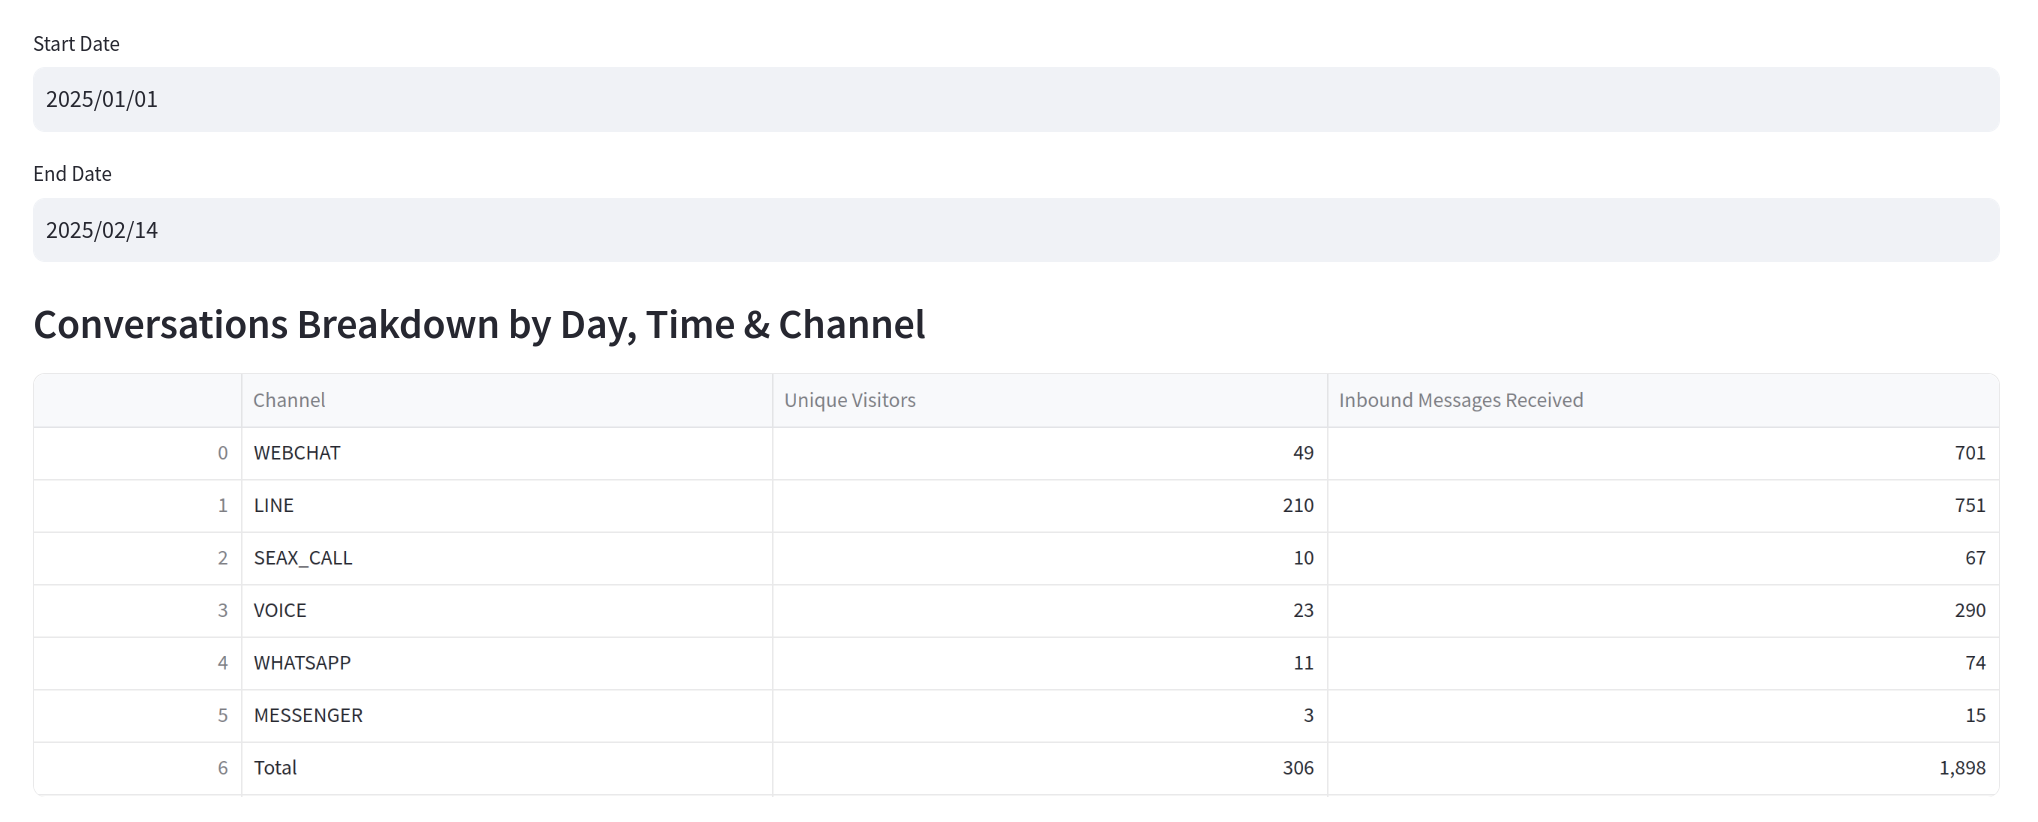 Start Date
2025/01/01
End Date
2025/02/14
Conversations Breakdown by Day, Time & Channel
Channel Unique Visitors Inbound Messages Received
0 WEBCHAT 49 701
1 LINE 210 751
2 SEAX_CALL 10 67
3 VOICE 23 290
4 WHATSAPP 11 74
5 MESSENGER 3 15
6 Total 306 1,898